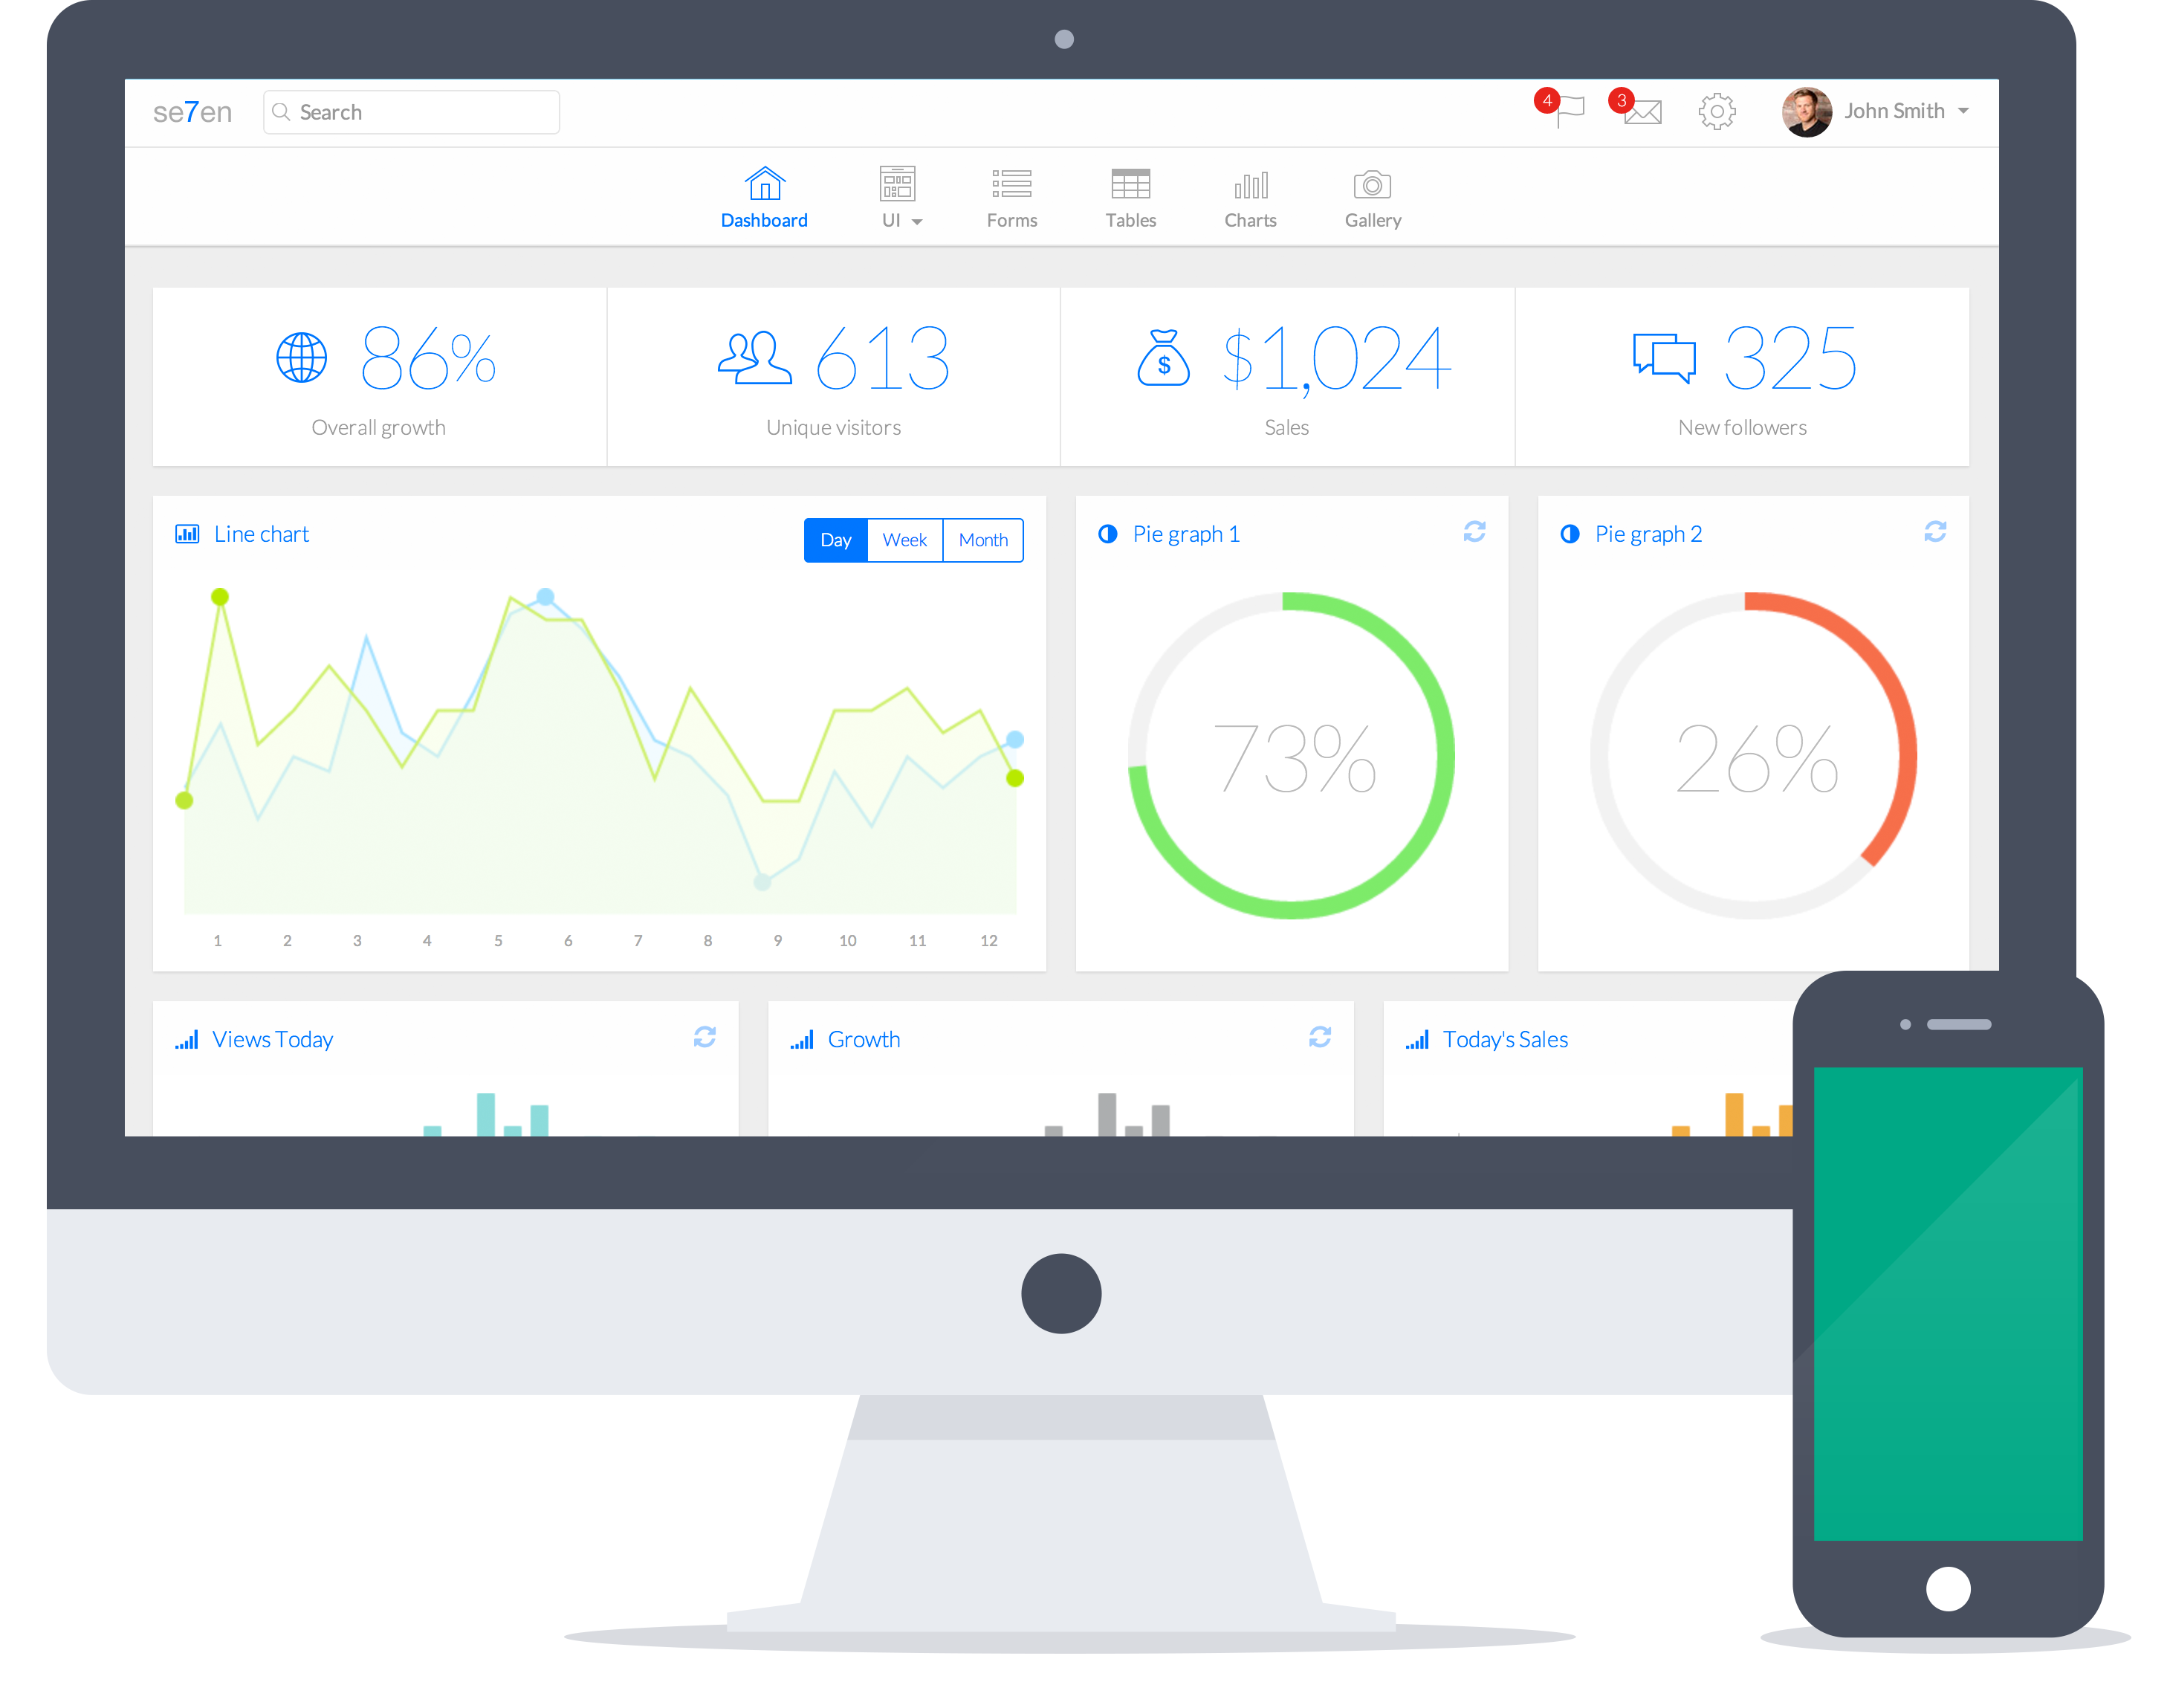 se7en
Search
4
3
John Smith
Dashboard
UI
Forms
Tables
Charts
Gallery
86%
613
$
$1,024
325
Overall growth
Unique visitors
Sales
New followers
Line chart
Day
Week
Month
Pie graph 1
Pie graph 2
73%
26%
1 2 3 4 5 6 7 8 9 10 11 12
Views Today
Growth
Today's Sales